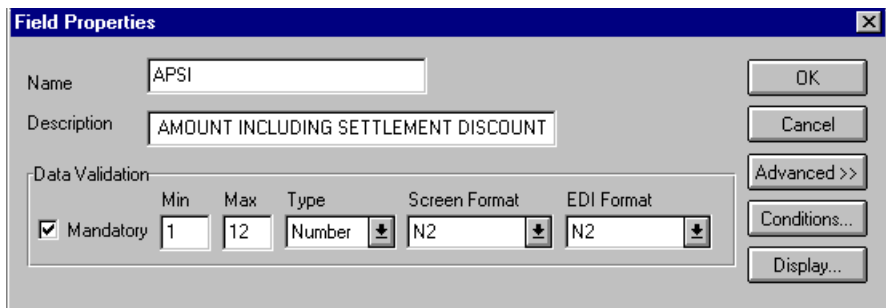 Field Properties
Name APSI
OK
Description AMOUNT INCLUDING SETTLEMENT DISCOUNT
Cancel
Data Validation
Advanced >>
Min Max Type Screen Format EDI Format
Mandatory 1 12 Number N2 N2
Conditions...
Display...